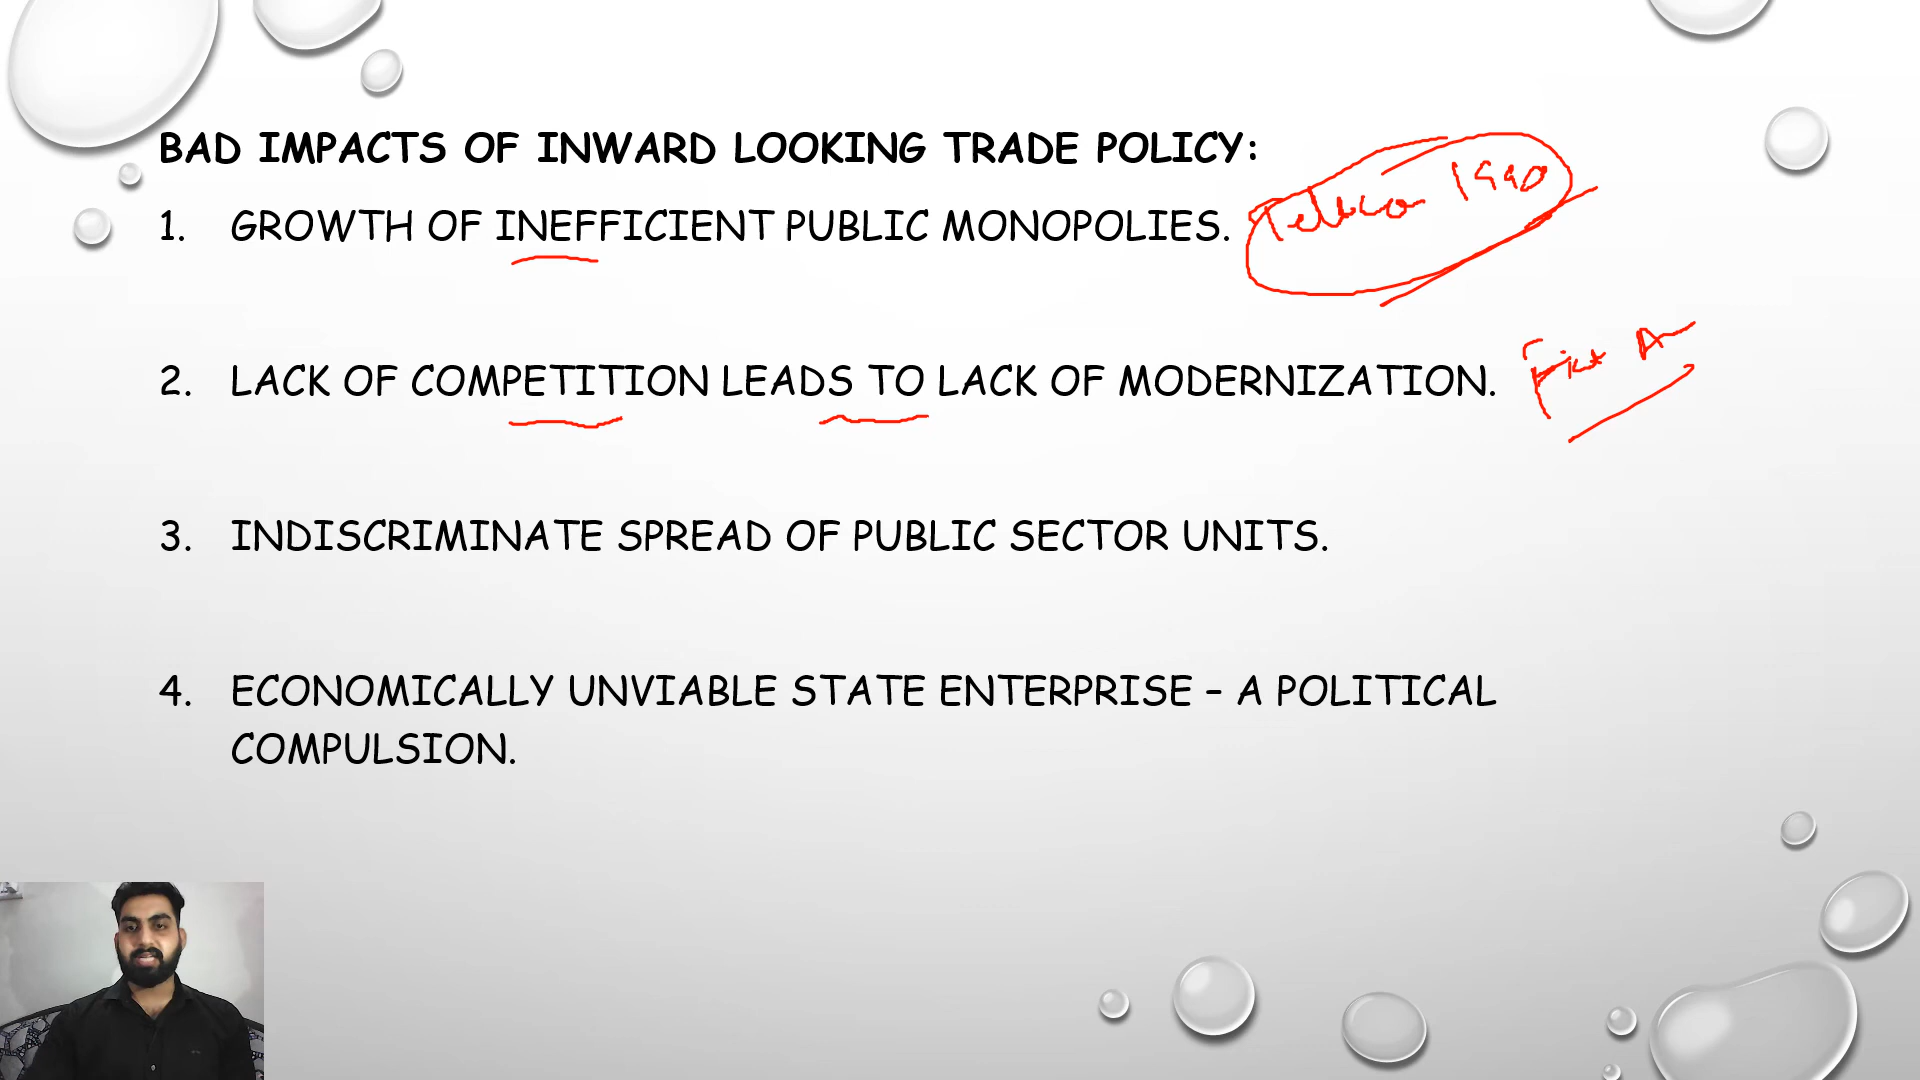 BAD IMPACTS OF INWARD LOOKING TRADE POLICY:
1. GROWTH OF INEFFICIENT PUBLIC MONOPOLIES. Teleco 1990
2. LACK OF COMPETITION LEADS TO LACK OF MODERNIZATION.
3. INDISCRIMINATE SPREAD OF PUBLIC SECTOR UNITS.
4. ECONOMICALLY UNVIABLE STATE ENTERPRISE – A POLITICAL
COMPULSION.